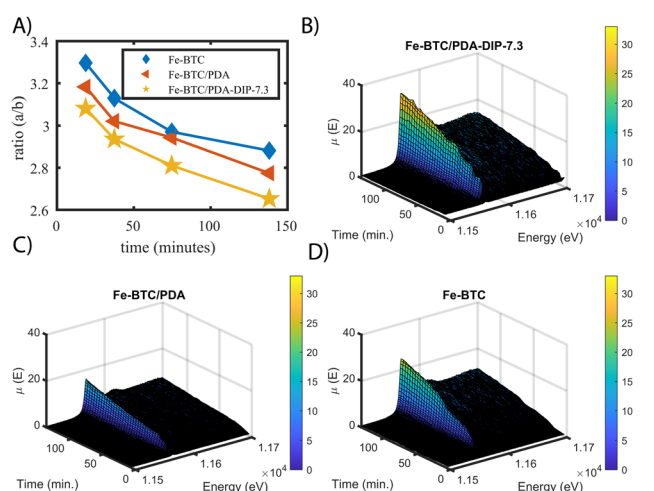 A)
3.4
3.2
3
2.8
2.6
0
50
100
150
ratio (a/b)
time (minutes)
Fe-BTC
Fe-BTC/PDA
Fe-BTC/PDA-DIP-7.3
B)
Fe-BTC/PDA-DIP-7.3
40
20
0
μ (E)
100
50
0
Time (min.)
1.15
1.16
1.17
×10⁴
Energy (eV)
30
25
20
15
10
5
0
C)
Fe-BTC/PDA
40
20
0
μ (E)
100
50
0
Time (min.)
1.15
1.16
1.17
×10⁴
Energy (eV)
30
25
20
15
10
5
0
D)
Fe-BTC
40
20
0
μ (E)
100
50
0
Time (min.)
1.15
1.16
1.17
×10⁴
Energy (eV)
30
25
20
15
10
5
0